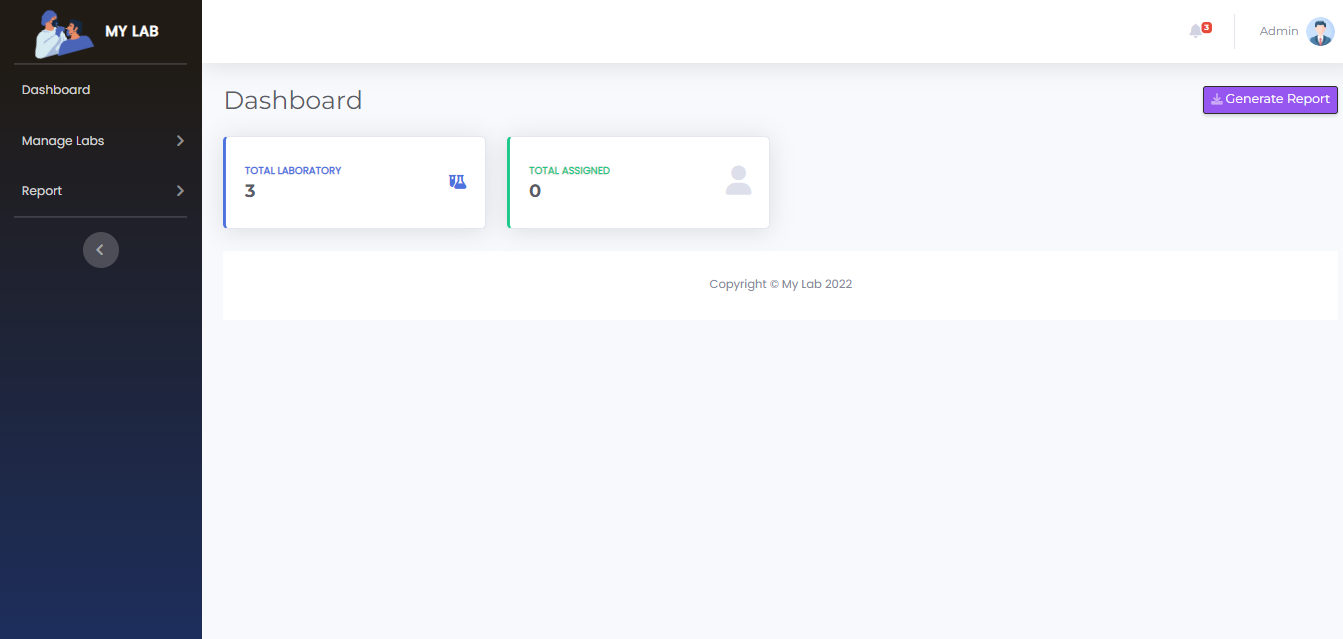 MY LAB
Dashboard
Manage Labs
Report
3
Admin
Dashboard
Generate Report
TOTAL LABORATORY
3
TOTAL ASSIGNED
0
Copyright © My Lab 2022